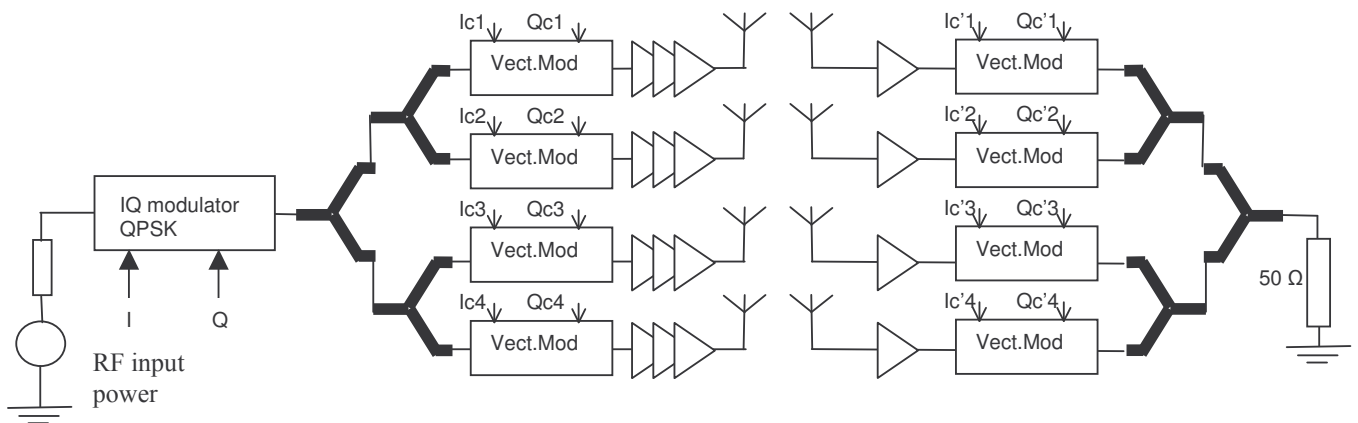 Ic1 Qc1 Ic'1 Qc'1
Vect.Mod Vect.Mod
Ic2 Qc2 Ic'2 Qc'2
Vect.Mod Vect.Mod
IQ modulator
QPSK
Ic3 Qc3 Ic'3 Qc'3
Vect.Mod Vect.Mod
50 Ω
Ic4 Qc4 Ic'4 Qc'4
I Q
Vect.Mod Vect.Mod
RF input
power